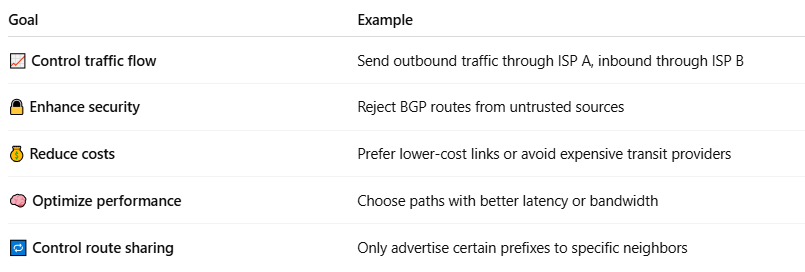 Goal Example
📈 Control traffic flow Send outbound traffic through ISP A, inbound through ISP B
🔒 Enhance security Reject BGP routes from untrusted sources
💰 Reduce costs Prefer lower-cost links or avoid expensive transit providers
🧠 Optimize performance Choose paths with better latency or bandwidth
🔁 Control route sharing Only advertise certain prefixes to specific neighbors